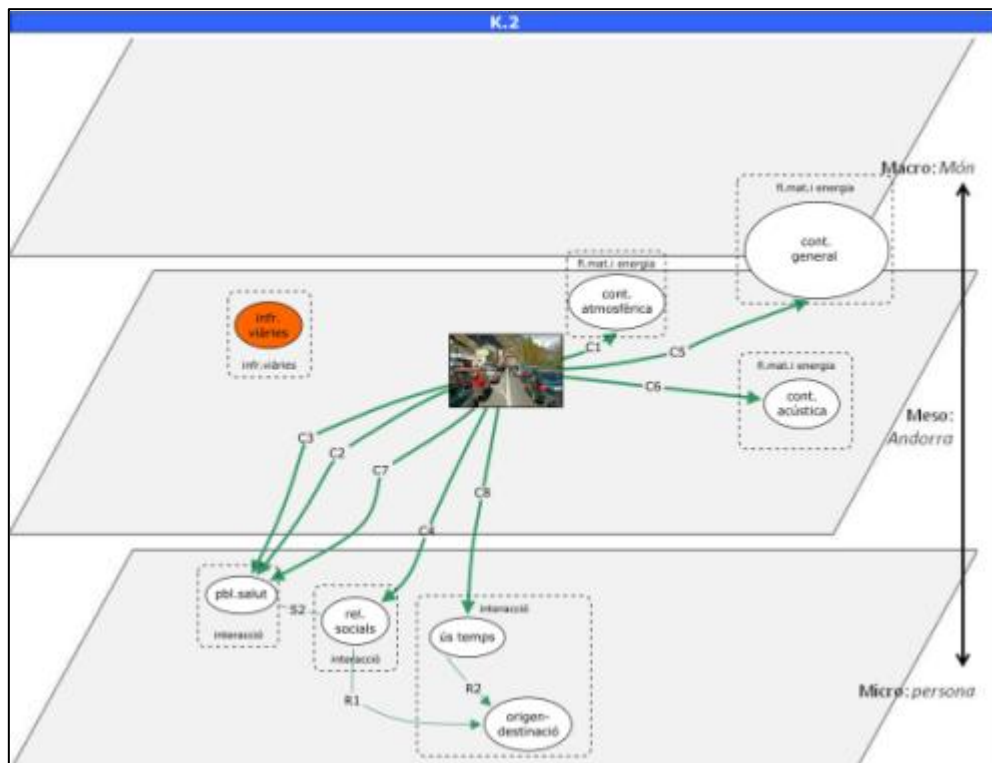 K.2
Macro: Món
fl.mat.i energia
cont.
general
fl.mat.i energia
cont.
atmosfèrica
infr.
viàries
infr.viàries
C1
C5
C6
fl.mat.i energia
cont.
acústica
Meso:
Andorra
C3
C2
C7
C8
C4
pbl.salut
interacció
S2
rel.
socials
interacció
interacció
ús temps
R2
R1
origen-
destinació
Micro: persona